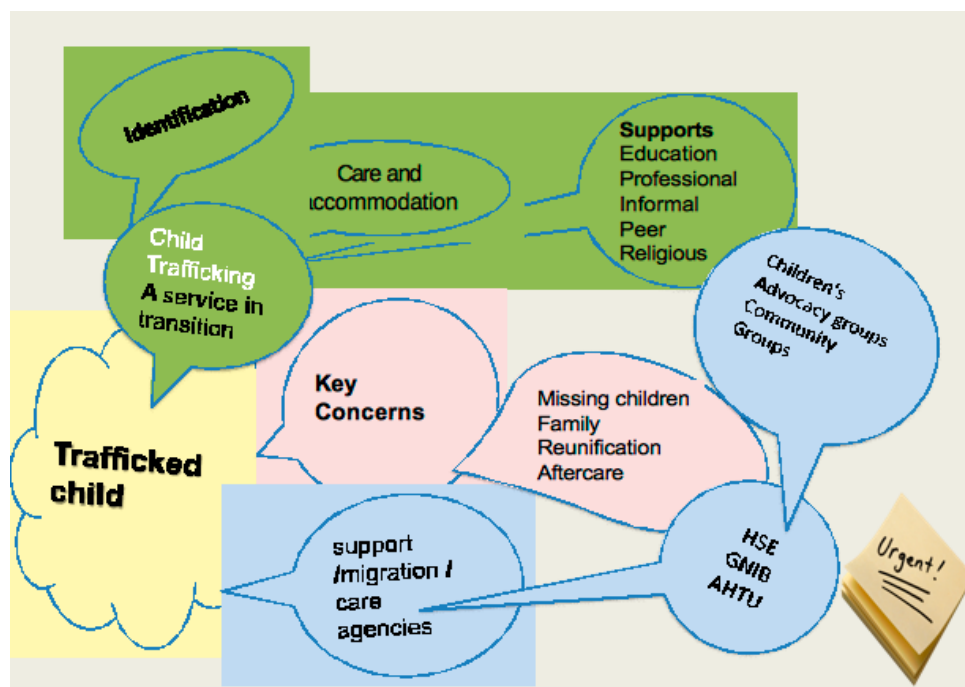 Identification
Care and
accommodation
Supports
Education
Professional
Informal
Peer
Religious
Child
Trafficking
A service in
transition
Children's
Advocacy groups
Community
Groups
Key
Concerns
Missing children
Family
Reunification
Aftercare
Trafficked
child
support
/migration /
care
agencies
HSE
GNIB
AHTU
Urgent!